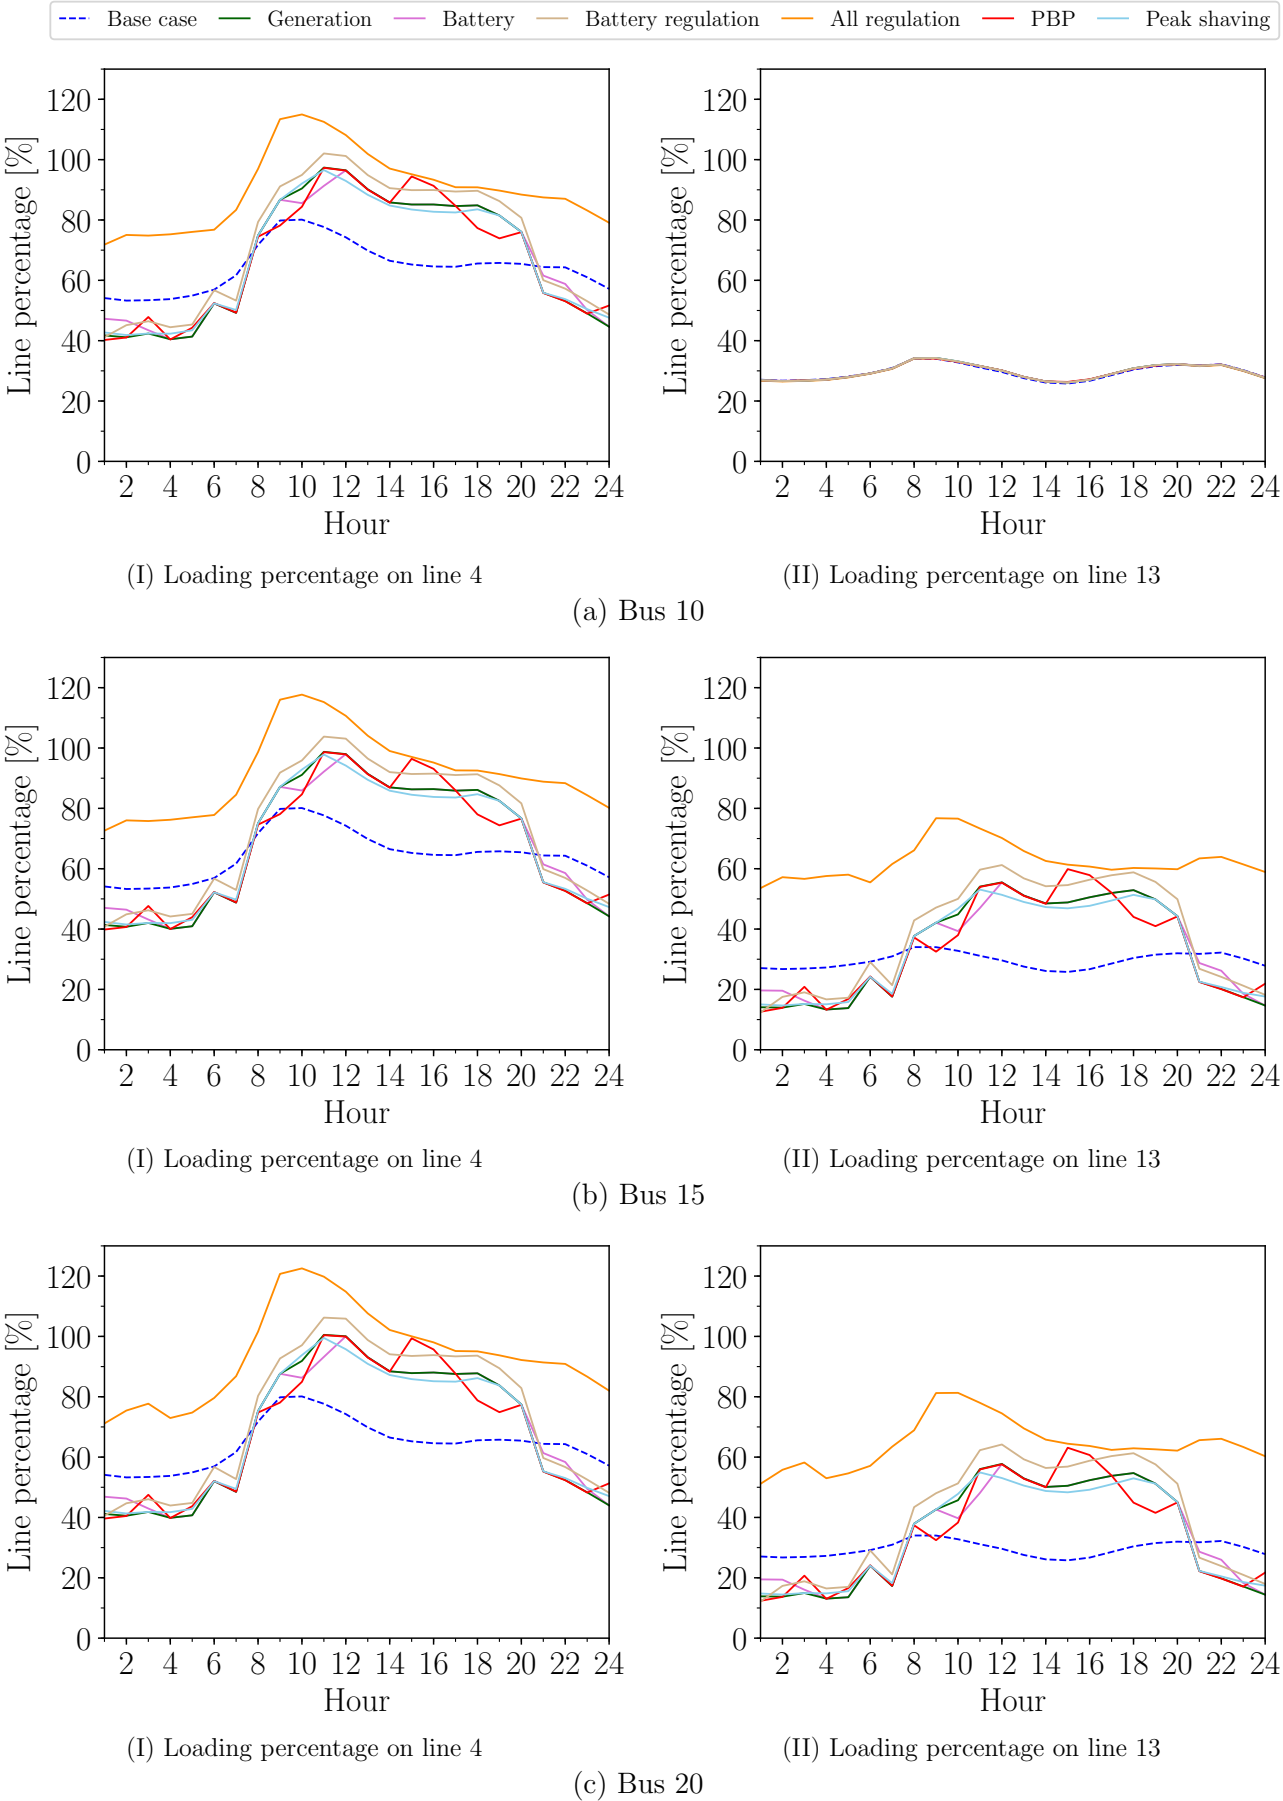 Base case Generation Battery Battery regulation All regulation PBP Peak shaving
Line percentage [%]
120
100
80
60
40
20
0
2 4 6 8 10 12 14 16 18 20 22 24
Hour
(I) Loading percentage on line 4
Line percentage [%]
120
100
80
60
40
20
0
2 4 6 8 10 12 14 16 18 20 22 24
Hour
(II) Loading percentage on line 13
(a) Bus 10
Line percentage [%]
120
100
80
60
40
20
0
2 4 6 8 10 12 14 16 18 20 22 24
Hour
(I) Loading percentage on line 4
Line percentage [%]
120
100
80
60
40
20
0
2 4 6 8 10 12 14 16 18 20 22 24
Hour
(II) Loading percentage on line 13
(b) Bus 15
Line percentage [%]
120
100
80
60
40
20
0
2 4 6 8 10 12 14 16 18 20 22 24
Hour
(I) Loading percentage on line 4
Line percentage [%]
120
100
80
60
40
20
0
2 4 6 8 10 12 14 16 18 20 22 24
Hour
(II) Loading percentage on line 13
(c) Bus 20